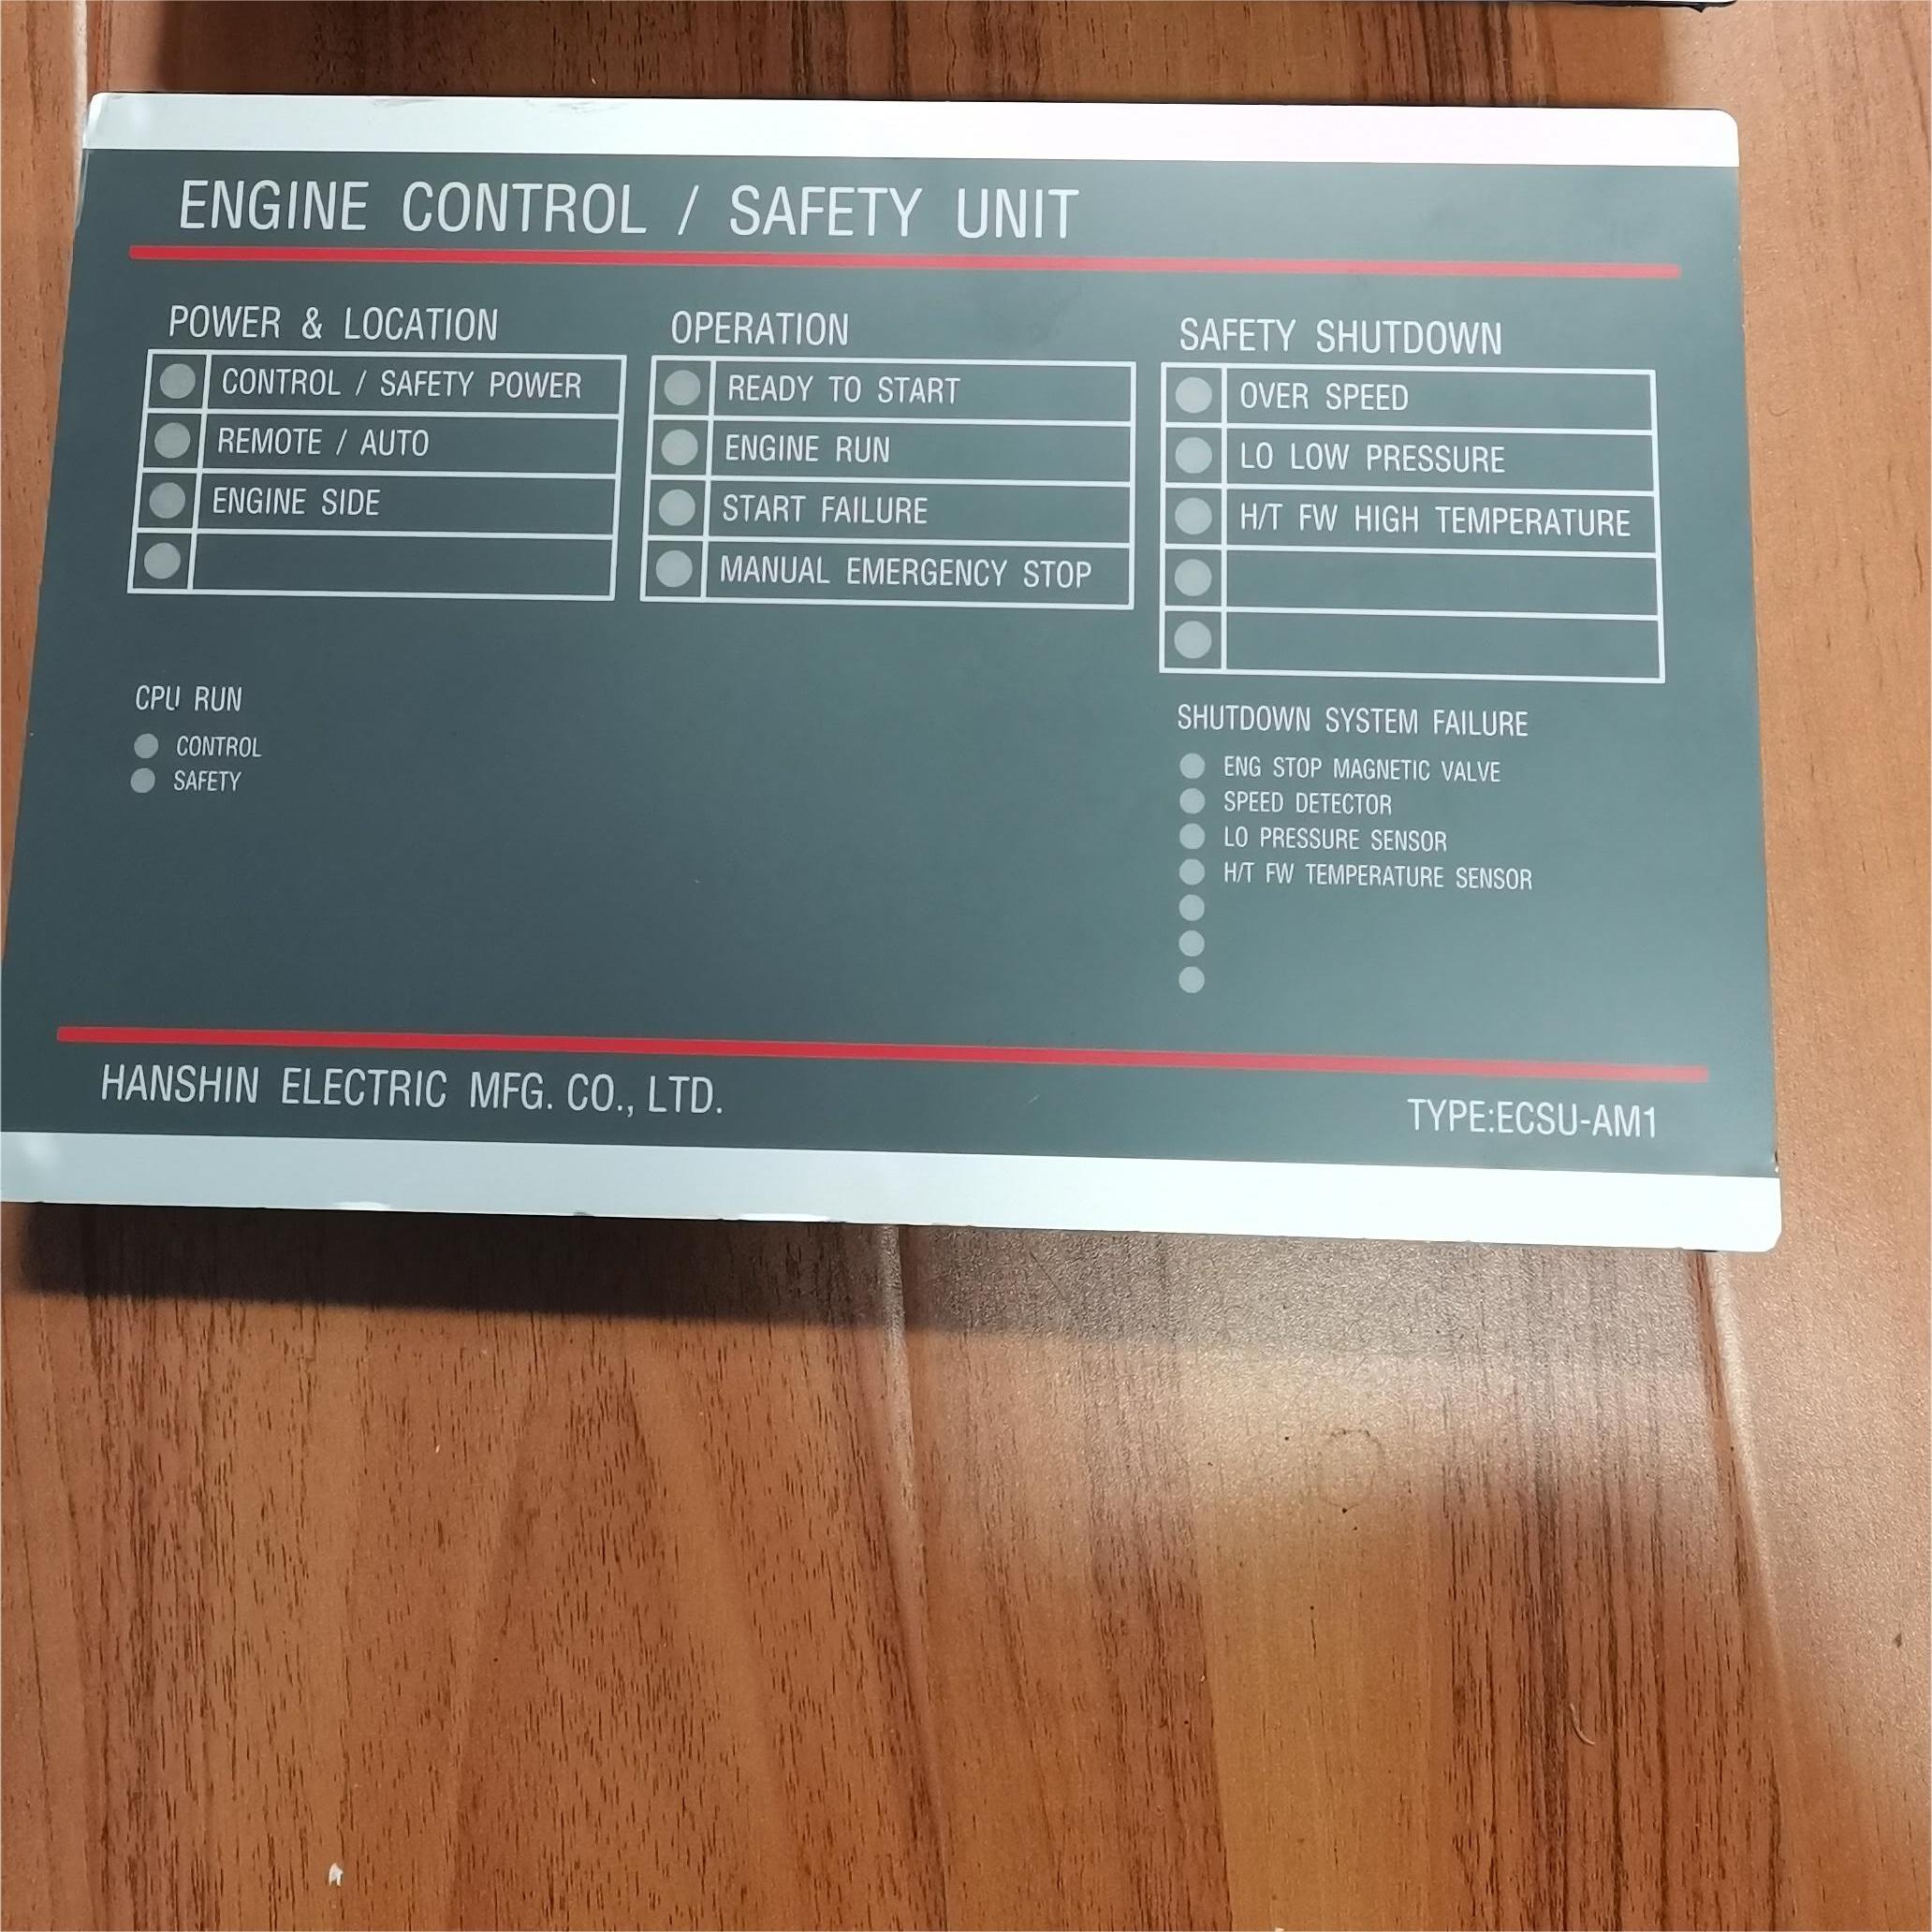 ENGINE CONTROL / SAFETY UNIT
POWER & LOCATION
CONTROL / SAFETY POWER
REMOTE / AUTO
ENGINE SIDE
OPERATION
READY TO START
ENGINE RUN
START FAILURE
MANUAL EMERGENCY STOP
SAFETY SHUTDOWN
OVER SPEED
LO LOW PRESSURE
H/T FW HIGH TEMPERATURE
CPU RUN
CONTROL
SAFETY
SHUTDOWN SYSTEM FAILURE
ENG STOP MAGNETIC VALVE
SPEED DETECTOR
LO PRESSURE SENSOR
H/T FW TEMPERATURE SENSOR
HANSHIN ELECTRIC MFG. CO., LTD.
TYPE:ECSU-AM1